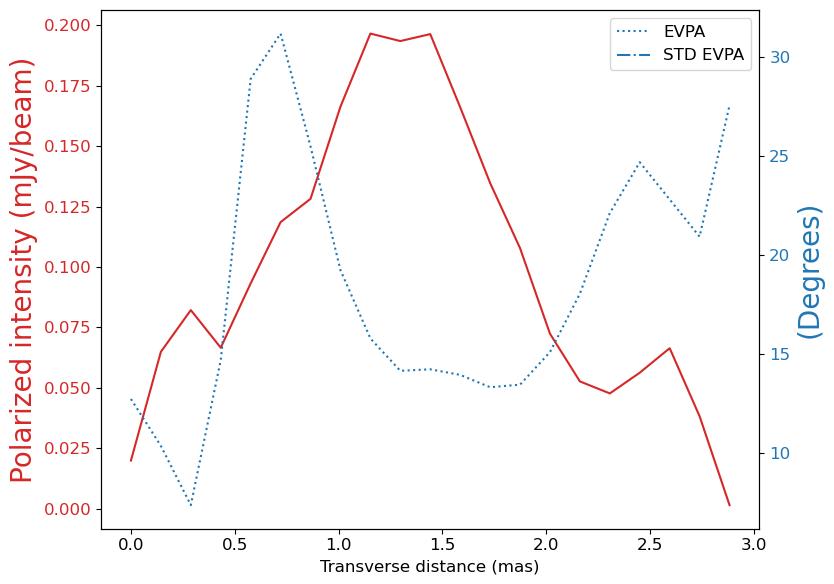 EVPA
STD EVPA
Polarized intensity (mJy/beam)
0.200
0.175
0.150
0.125
0.100
0.075
0.050
0.025
0.000
30
25
20
15
10
(Degrees)
0.0 0.5 1.0 1.5 2.0 2.5 3.0
Transverse distance (mas)